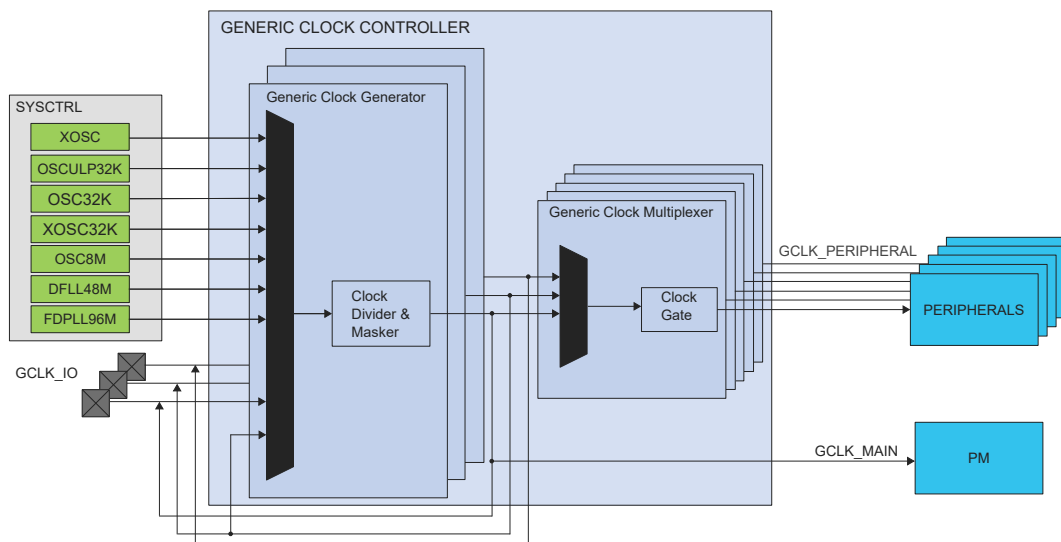 GENERIC CLOCK CONTROLLER
Generic Clock Generator
SYSCTRL
XOSC
OSCULP32K
OSC32K
XOSC32K
OSC8M
DFLL48M
FDPLL96M
GCLK_IO
Clock
Divider &
Masker
Generic Clock Multiplexer
Clock
Gate
GCLK_PERIPHERAL
PERIPHERALS
GCLK_MAIN
PM